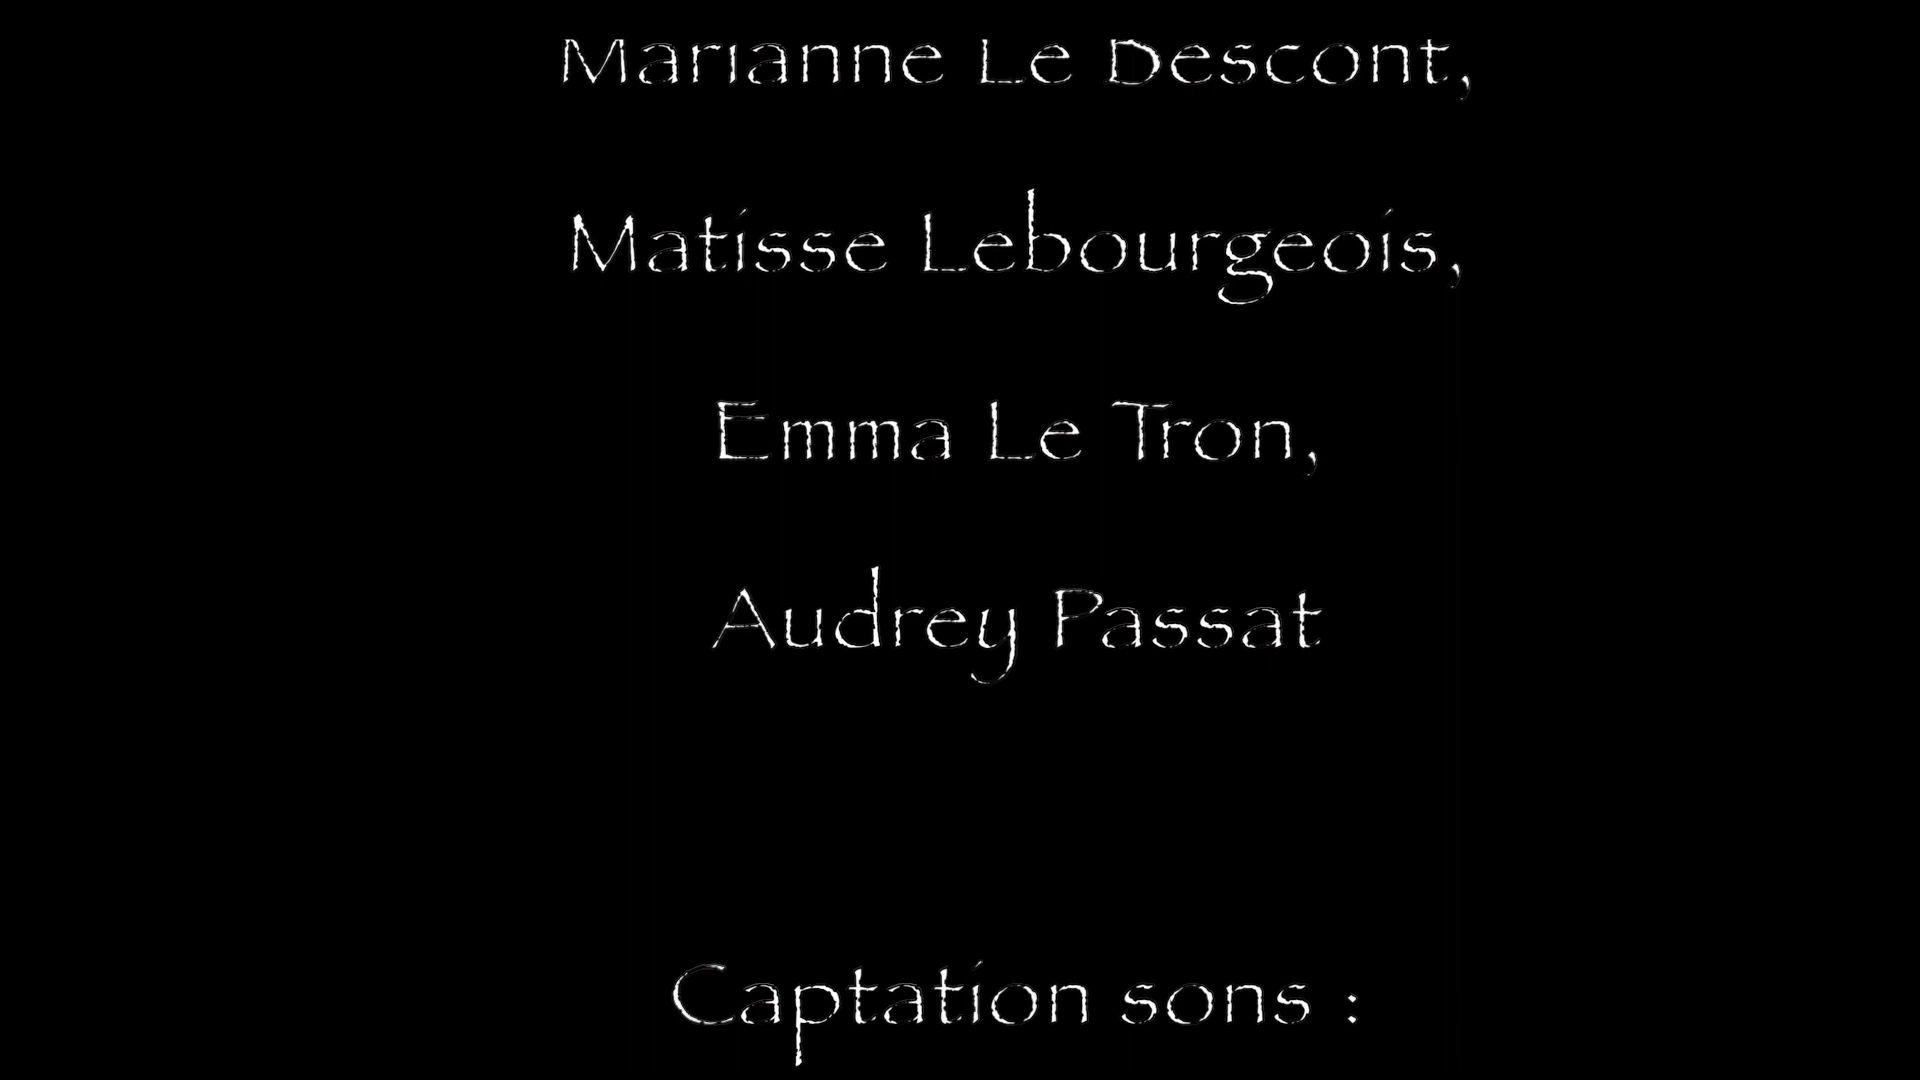 Marianne Le Descont,
Matisse Lebourgeois,
Emma Le Tron,
Audrey Passat
Captation sons :